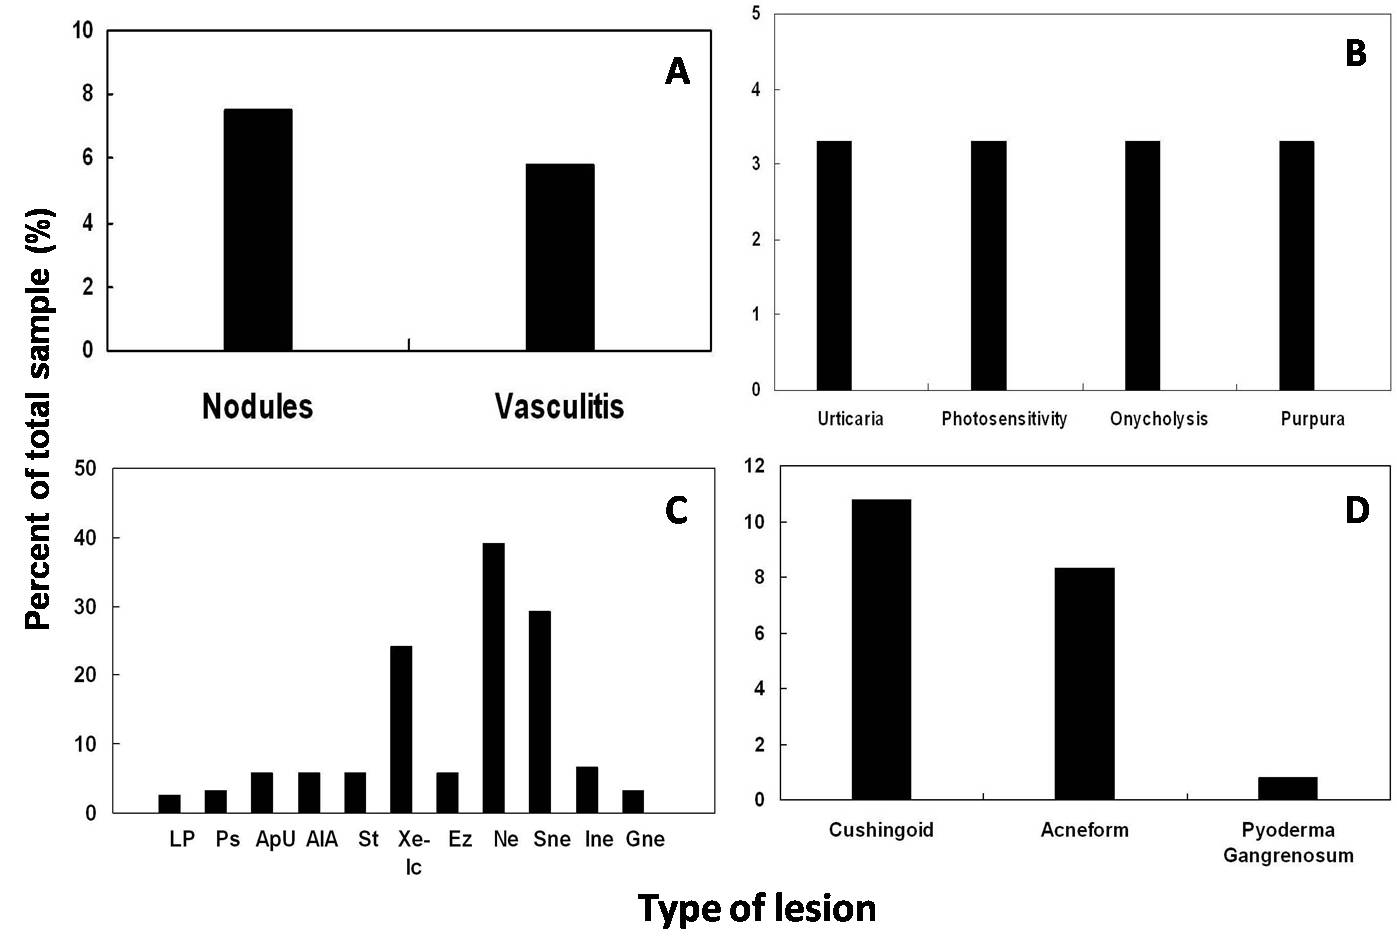 Percent of total sample (%)
A
10
8
6
4
2
0
Nodules Vasculitis
B
5
4
3
2
1
0
Urticaria Photosensitivity Onycholysis Purpura
C
50
40
30
20
10
0
LP Ps ApU AIA St Xe- Ez Ne Sne Ine Gne
Ic
D
12
10
8
6
4
2
0
Cushingoid Acneform Pyoderma
Gangrenosum
Type of lesion